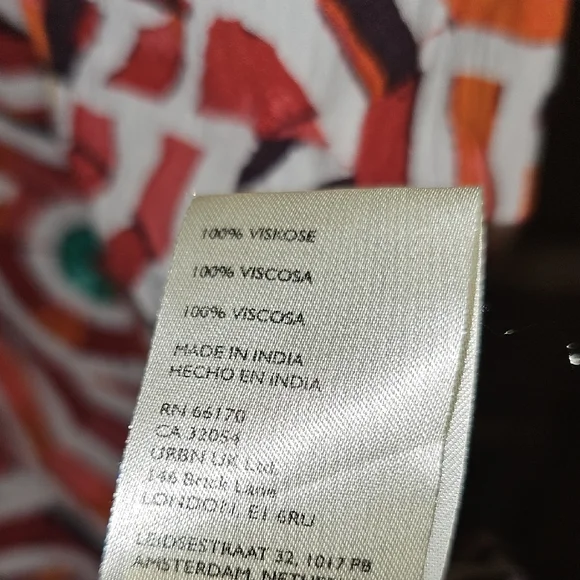 100% VISKOSE
100% VISCOSA
100% VISCOSA
MADE IN INDIA
HECHO EN INDIA
RN 66170
CA 32054
URBN UK Ltd.
146 Brick Lane
LONDON, E1 6RU
LEIDSESTRAAT 32, 1017 PB
AMSTERDAM,